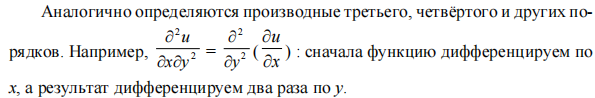 Аналогично определяются производные третьего, четвёртого и других по-
рядков. Например, ∂²u/∂x∂y² = ∂²/∂y² (∂u/∂x) : сначала функцию дифференцируем по
x, а результат дифференцируем два раза по y.